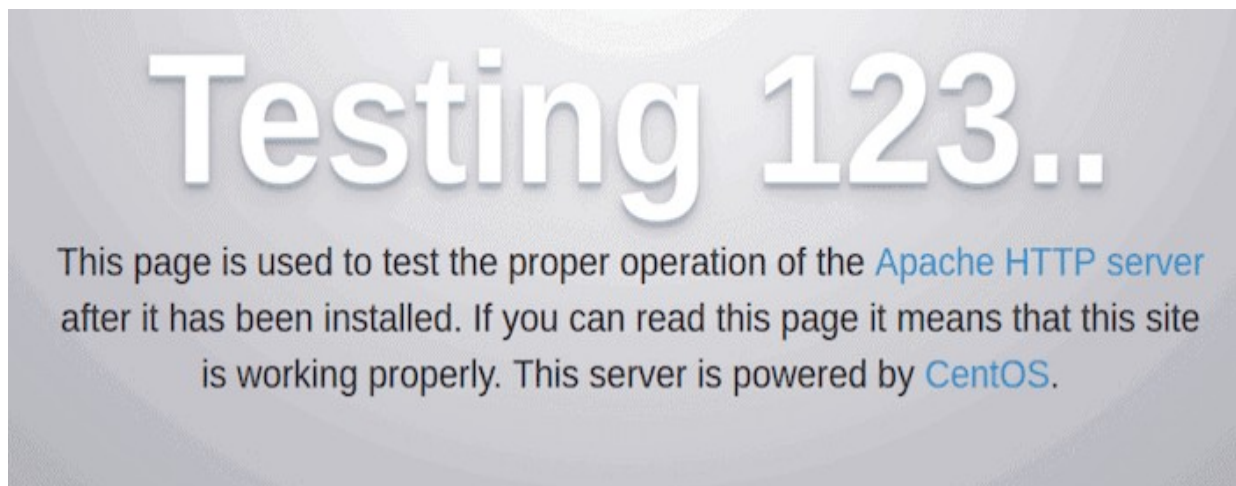 Testing 123..
This page is used to test the proper operation of the Apache HTTP server
after it has been installed. If you can read this page it means that this site
is working properly. This server is powered by CentOS.